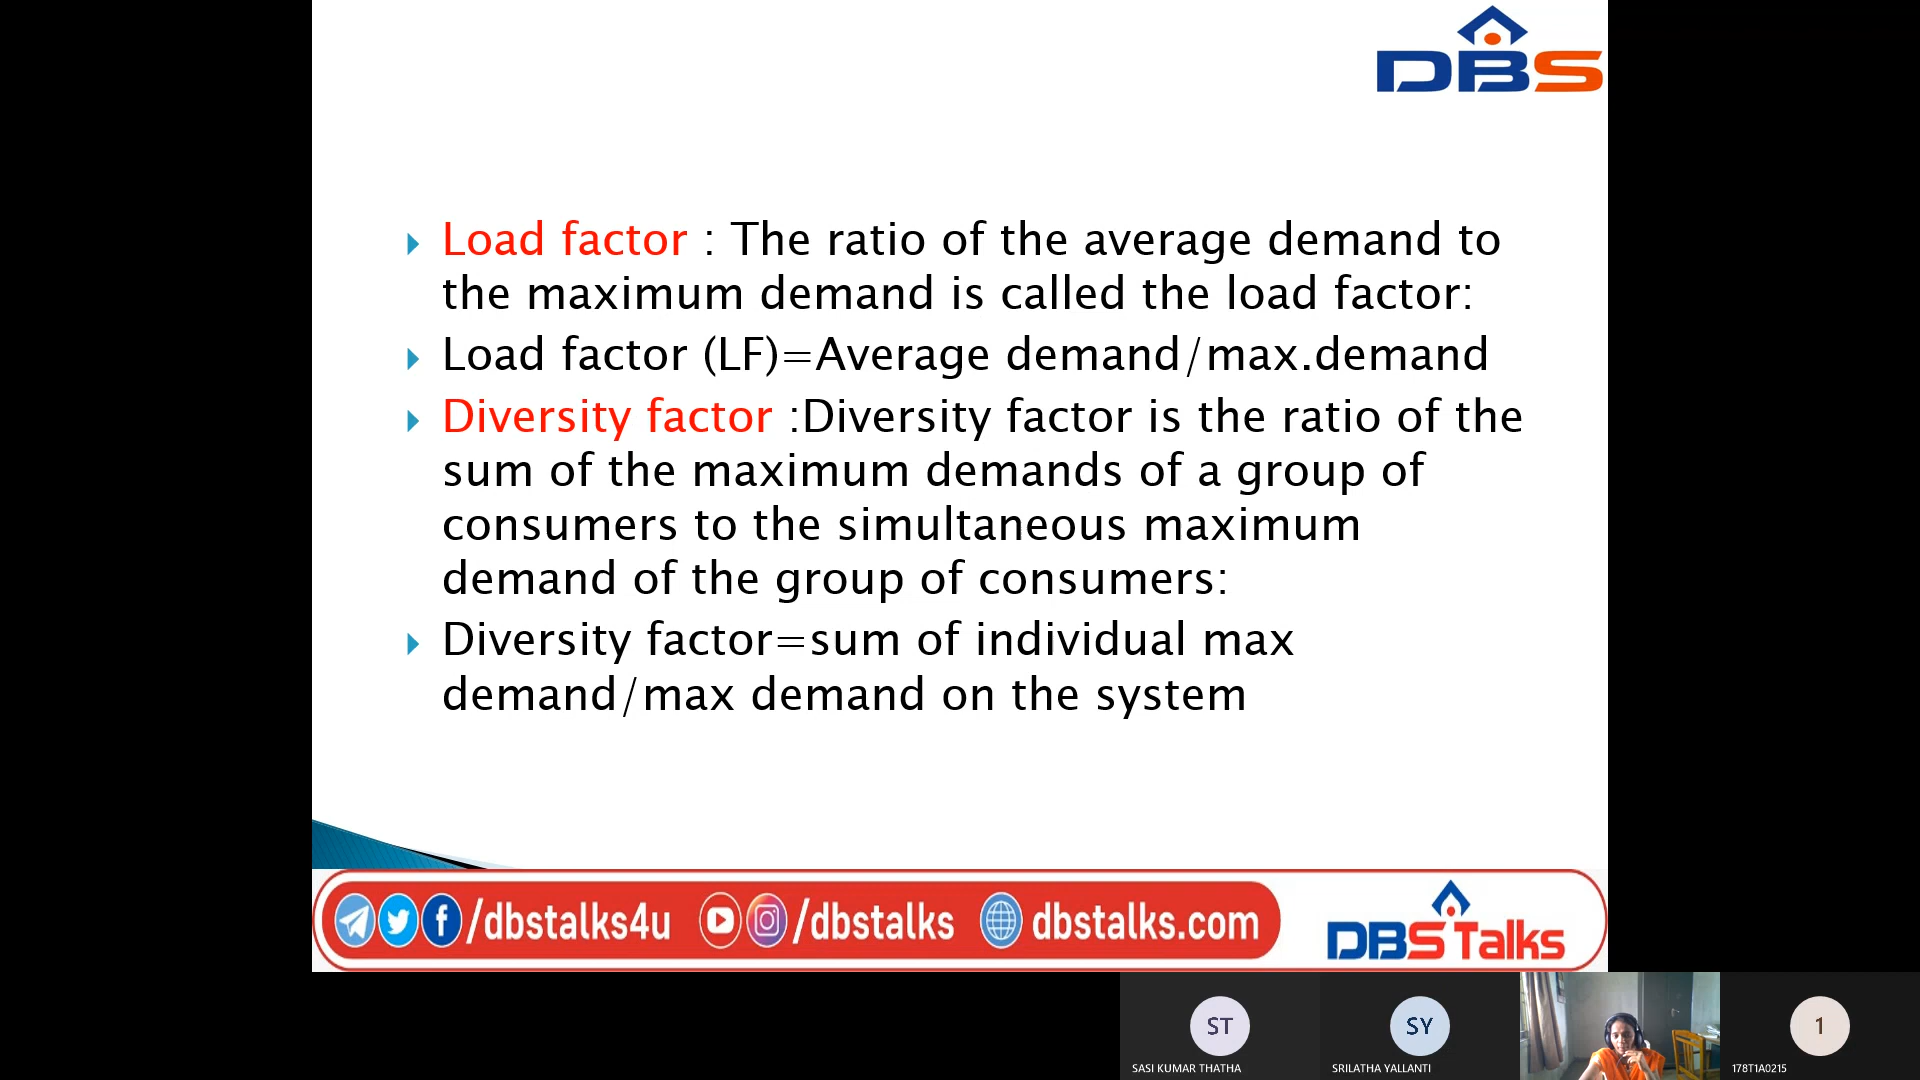 DBS
Load factor : The ratio of the average demand to
the maximum demand is called the load factor:
Load factor (LF)=Average demand/max.demand
Diversity factor :Diversity factor is the ratio of the
sum of the maximum demands of a group of
consumers to the simultaneous maximum
demand of the group of consumers:
Diversity factor=sum of individual max
demand/max demand on the system
/dbstalks4u /dbstalks dbstalks.com DBS Talks
ST SY 1
SASI KUMAR THATHA SRILATHA YALLANTI 178T1A0215